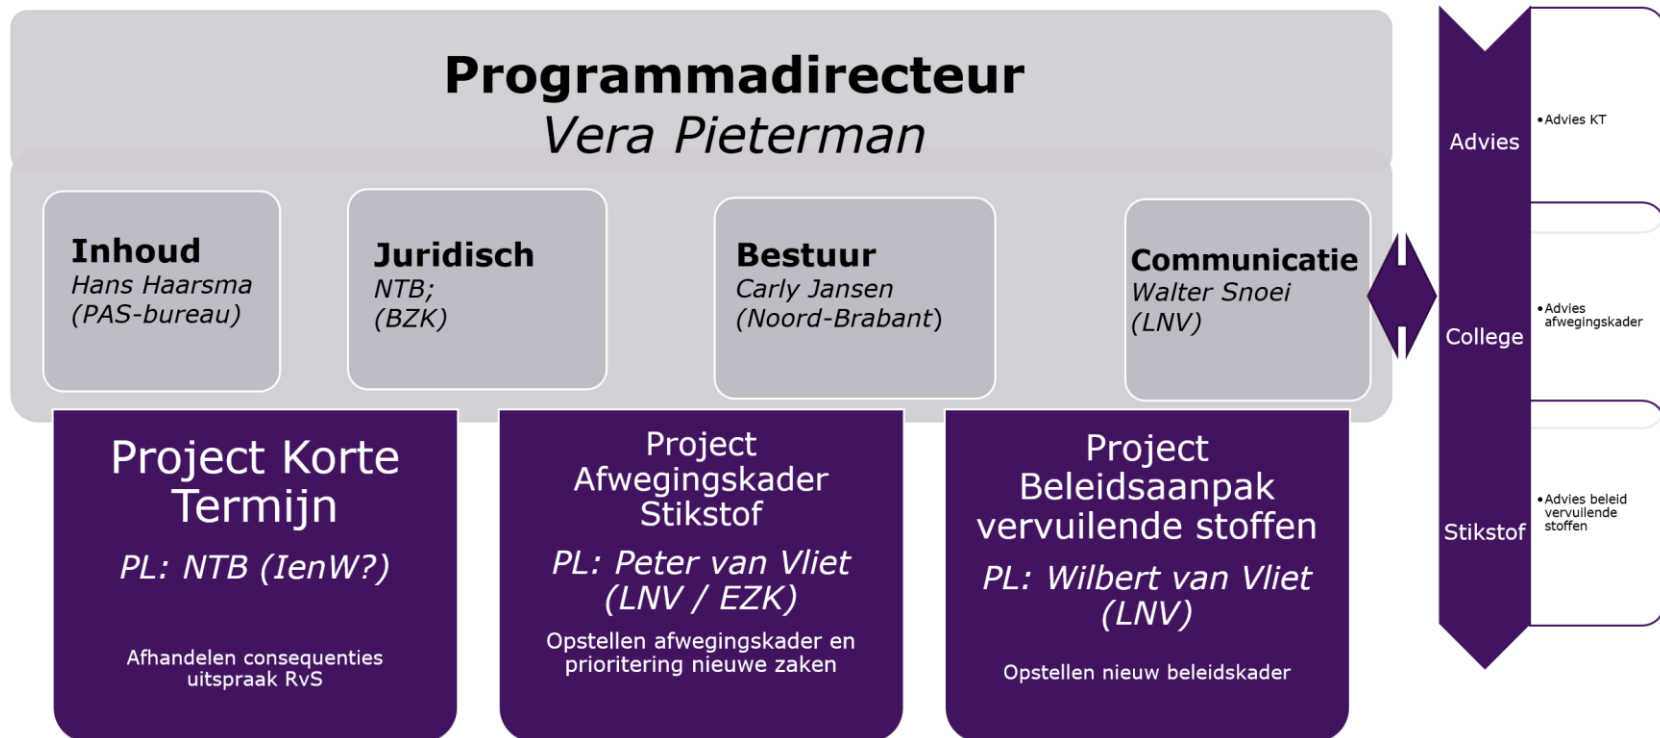 Programmadirecteur
Vera Pieterman
Inhoud
Hans Haarsma
(PAS-bureau)
Juridisch
NTB;
(BZK)
Bestuur
Carly Jansen
(Noord-Brabant)
Communicatie
Walter Snoei
(LNV)
Project Korte
Termijn
PL: NTB (IenW?)
Afhandelen consequenties
uitspraak RvS
Project
Afwegingskader
Stikstof
PL: Peter van Vliet
(LNV / EZK)
Opstellen afwegingskader en
prioritering nieuwe zaken
Project
Beleidsaanpak
vervuilende stoffen
PL: Wilbert van Vliet
(LNV)
Opstellen nieuw beleidskader
Advies
•Advies KT
College
•Advies
afwegingskader
Stikstof
•Advies beleid
vervuilende
stoffen